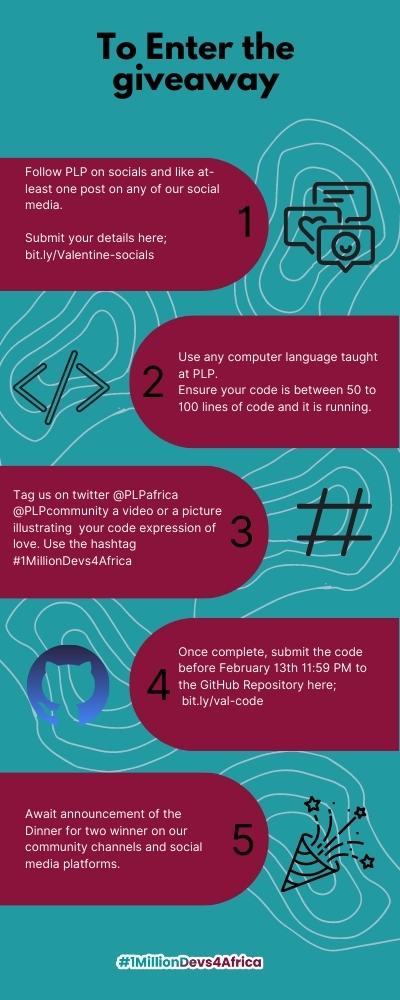 To Enter the
giveaway
Follow PLP on socials and like at-
least one post on any of our social
media.
Submit your details here;
bit.ly/Valentine-socials
1
2
Use any computer language taught
at PLP.
Ensure your code is between 50 to
100 lines of code and it is running.
Tag us on twitter @PLPafrica
@PLPcommunity a video or a picture
illustrating  your code expression of
love. Use the hashtag
#1MillionDevs4Africa
3
4
Once complete, submit the code
before February 13th 11:59 PM to
the GitHub Repository here;
bit.ly/val-code
Await announcement of the
Dinner for two winner on our
community channels and social
media platforms.
5
#1MillionDevs4Africa